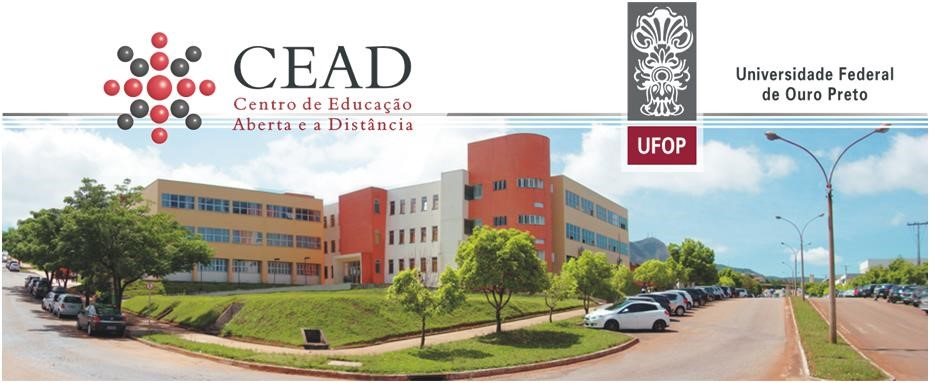 CEAD
Centro de Educação
Aberta e a Distância
UFOP
Universidade Federal
de Ouro Preto